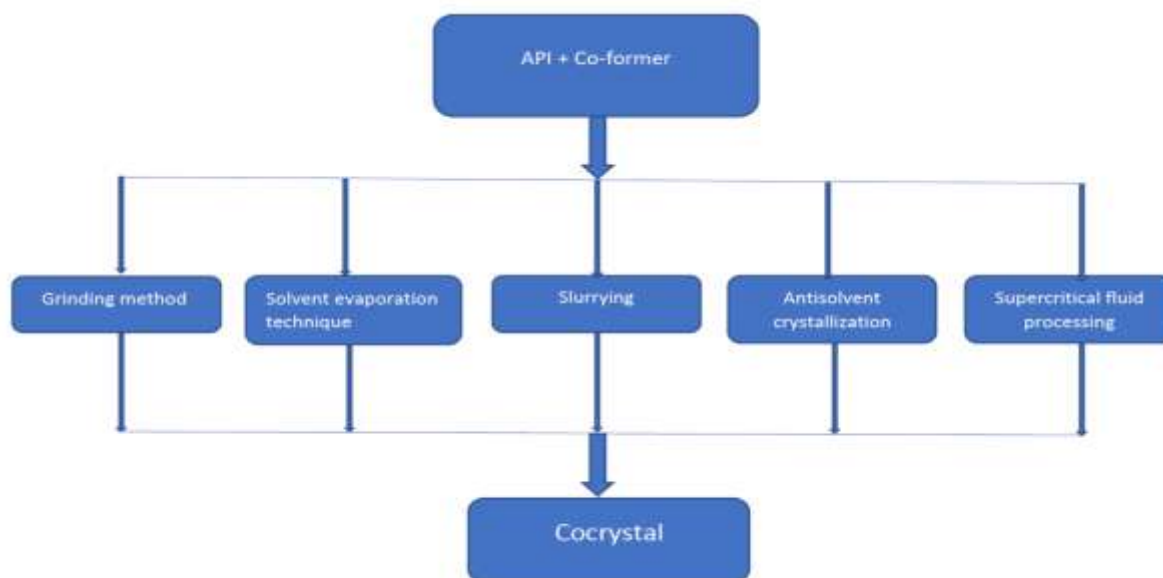 API + Co-former
Grinding method
Solvent evaporation
technique
Slurrying
Antisolvent
crystallization
Supercritical fluid
processing
Cocrystal